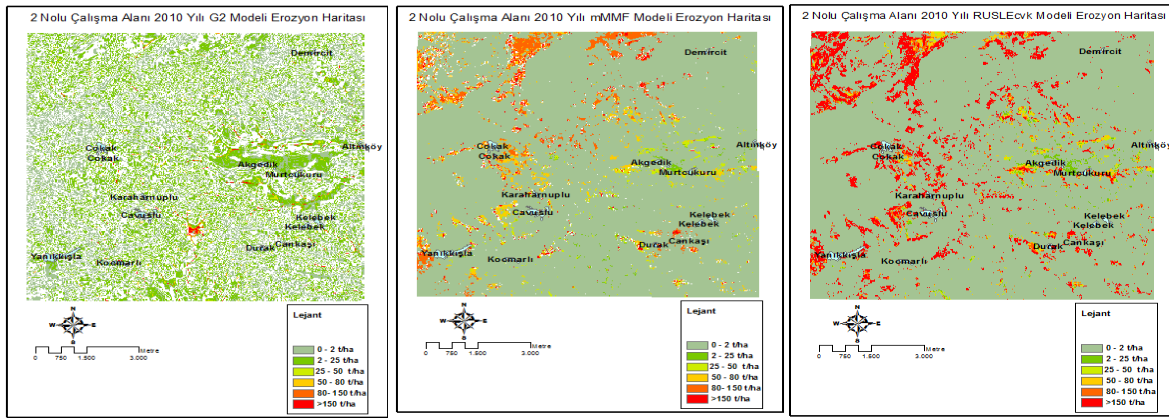 2 Nolu Çalışma Alanı 2010 Yılı G2 Modeli Erozyon Haritası
Demircit
Çokak
Çokak
Altınköy
Akgedik
Murtçukuru
Karaharnuplu
Çavuşlu
Kelebek
Kelebek
Durak
Çankaşı
Yanıkkışla
Koçmarlı
N
W E
S
0 750 1.500 3.000
Metre
Lejant
0 - 2 t/ha
2 - 25 t/ha
25 - 50 t/ha
50 - 80 t/ha
80- 150 t/ha
>150 t/ha
2 Nolu Çalışma Alanı 2010 Yılı mMMF Modeli Erozyon Haritası
Demircit
Çokak
Çokak
Altınköy
Akgedik
Murtçukuru
Karaharnuplu
Çavuşlu
Kelebek
Kelebek
Durak
Çankaşı
Yanıkkışla
Koçmarlı
N
W E
S
0 750 1.500 3.000
Metre
Lejant
0 - 2 t/ha
2 - 25 t/ha
25 - 50 t/ha
50 - 80 t/ha
80- 150 t/ha
>150 t/ha
2 Nolu Çalışma Alanı 2010 Yılı RUSLEcvk Modeli Erozyon Haritası
Demircit
Çokak
Çokak
Altınköy
Akgedik
Murtçukuru
Karaharnuplu
Çavuşlu
Kelebek
Kelebek
Durak
Çankaşı
Yanıkkışla
Koçmarlı
N
W E
S
0 750 1.500 3.000
Metre
Lejant
0 - 2 t/ha
2 - 25 t/ha
25 - 50 t/ha
50 - 80 t/ha
80- 150 t/ha
>150 t/ha